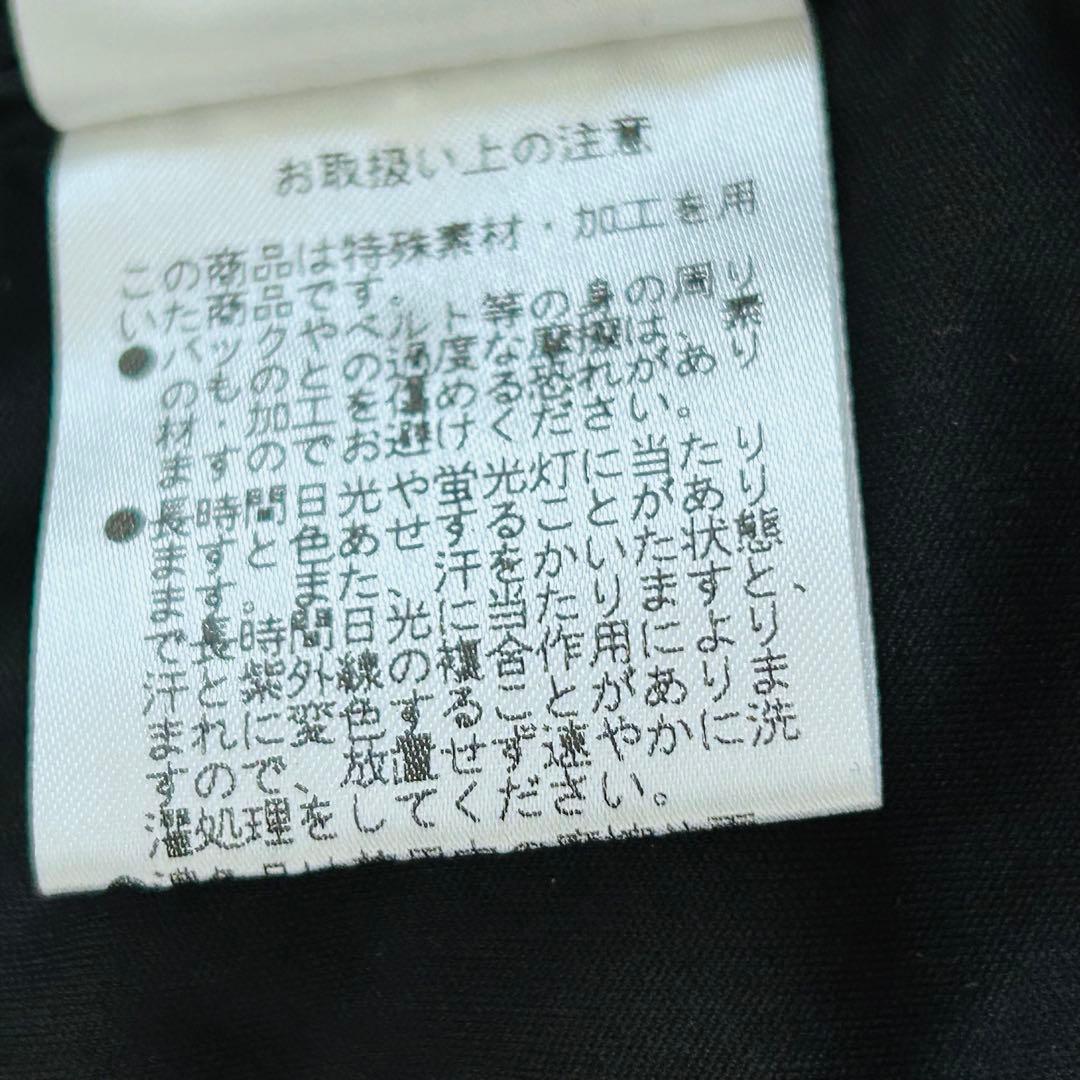 お取扱い上の注意
この商品は特殊素材・加工を用
いた商品です。
●バッグやベルト等の身の周り
のものとの過度な摩擦は、素
材・加工をいためる恐れがあり
ますのでお避けください。
●長時間日光や蛍光灯に当たり
ますと色あせすることがあり
ます。また、汗をかいた状態
で長時間日光に当たりますと、
汗と紫外線の複合作用により
まれに変色することがありま
すので、放置せず速やかに洗
濯処理をしてください。